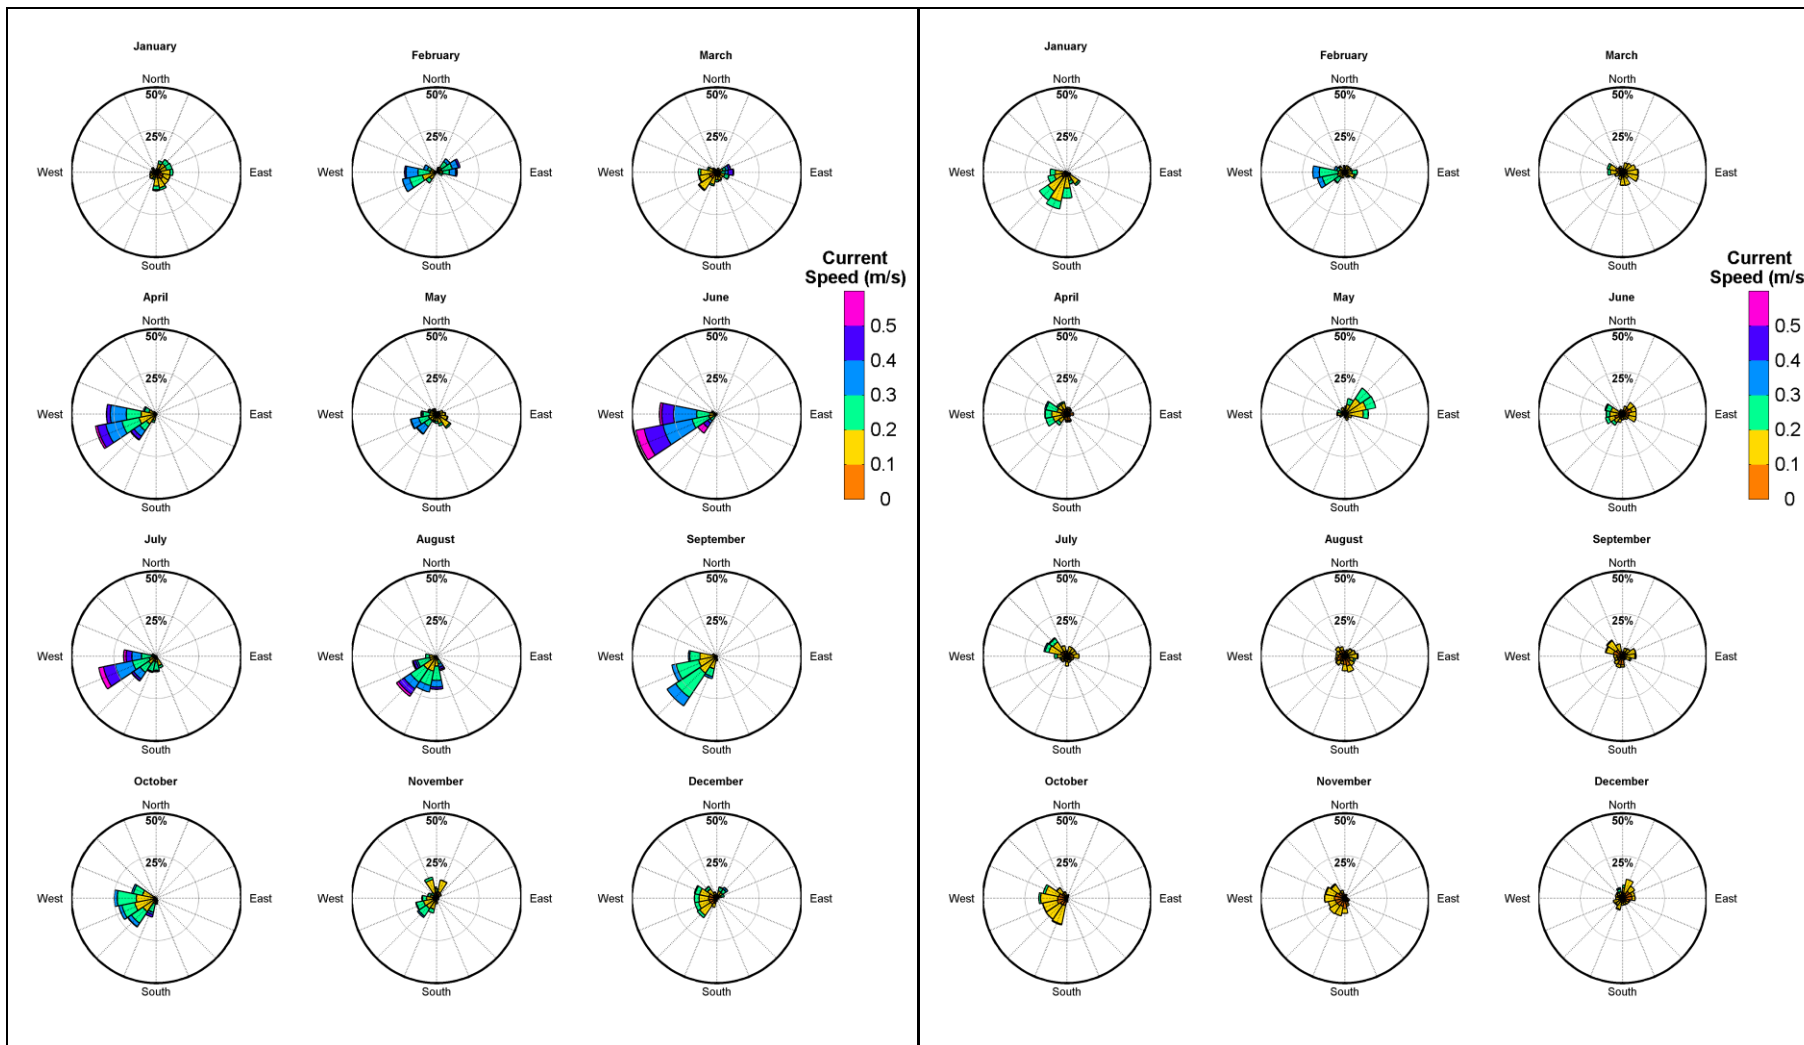 January
February
March
North
50%
25%
West
East
South
North
50%
25%
West
East
South
North
50%
25%
West
East
South
April
May
June
North
50%
25%
West
East
South
North
50%
25%
West
East
South
North
50%
25%
West
East
South
Current
Speed (m/s)
0.5
0.4
0.3
0.2
0.1
0
July
August
September
North
50%
25%
West
East
South
North
50%
25%
West
East
South
North
50%
25%
West
East
South
October
November
December
North
50%
25%
West
East
South
North
50%
25%
West
East
South
North
50%
25%
West
East
South
January
February
March
North
50%
25%
West
East
South
North
50%
25%
West
East
South
North
50%
25%
West
East
South
April
May
June
North
50%
25%
West
East
South
North
50%
25%
West
East
South
North
50%
25%
West
East
South
Current
Speed (m/s
0.5
0.4
0.3
0.2
0.1
0
July
August
September
North
50%
25%
West
East
South
North
50%
25%
West
East
South
North
50%
25%
West
East
South
October
November
December
North
50%
25%
West
East
South
North
50%
25%
West
East
South
North
50%
25%
West
East
South